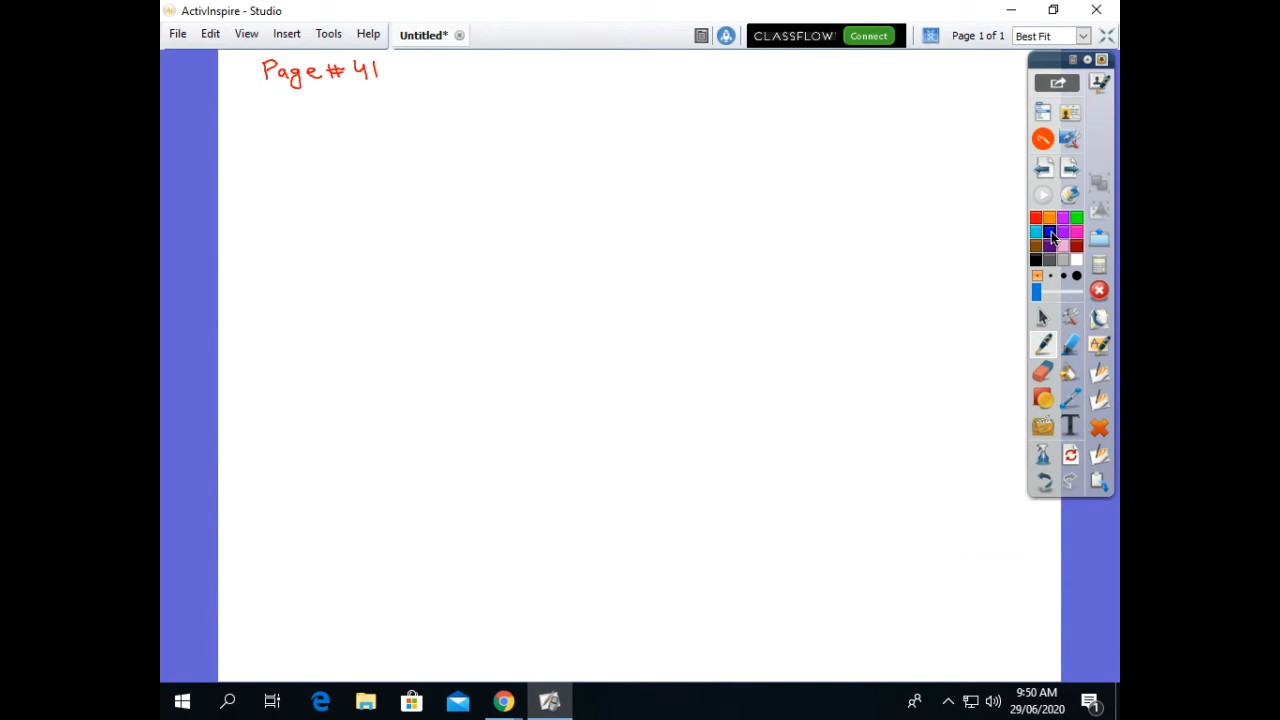 ActivInspire - Studio
File Edit View Insert Tools Help Untitled* CLASSFLOW Connect Page 1 of 1 Best Fit
Page # 41
9:50 AM
29/06/2020
1